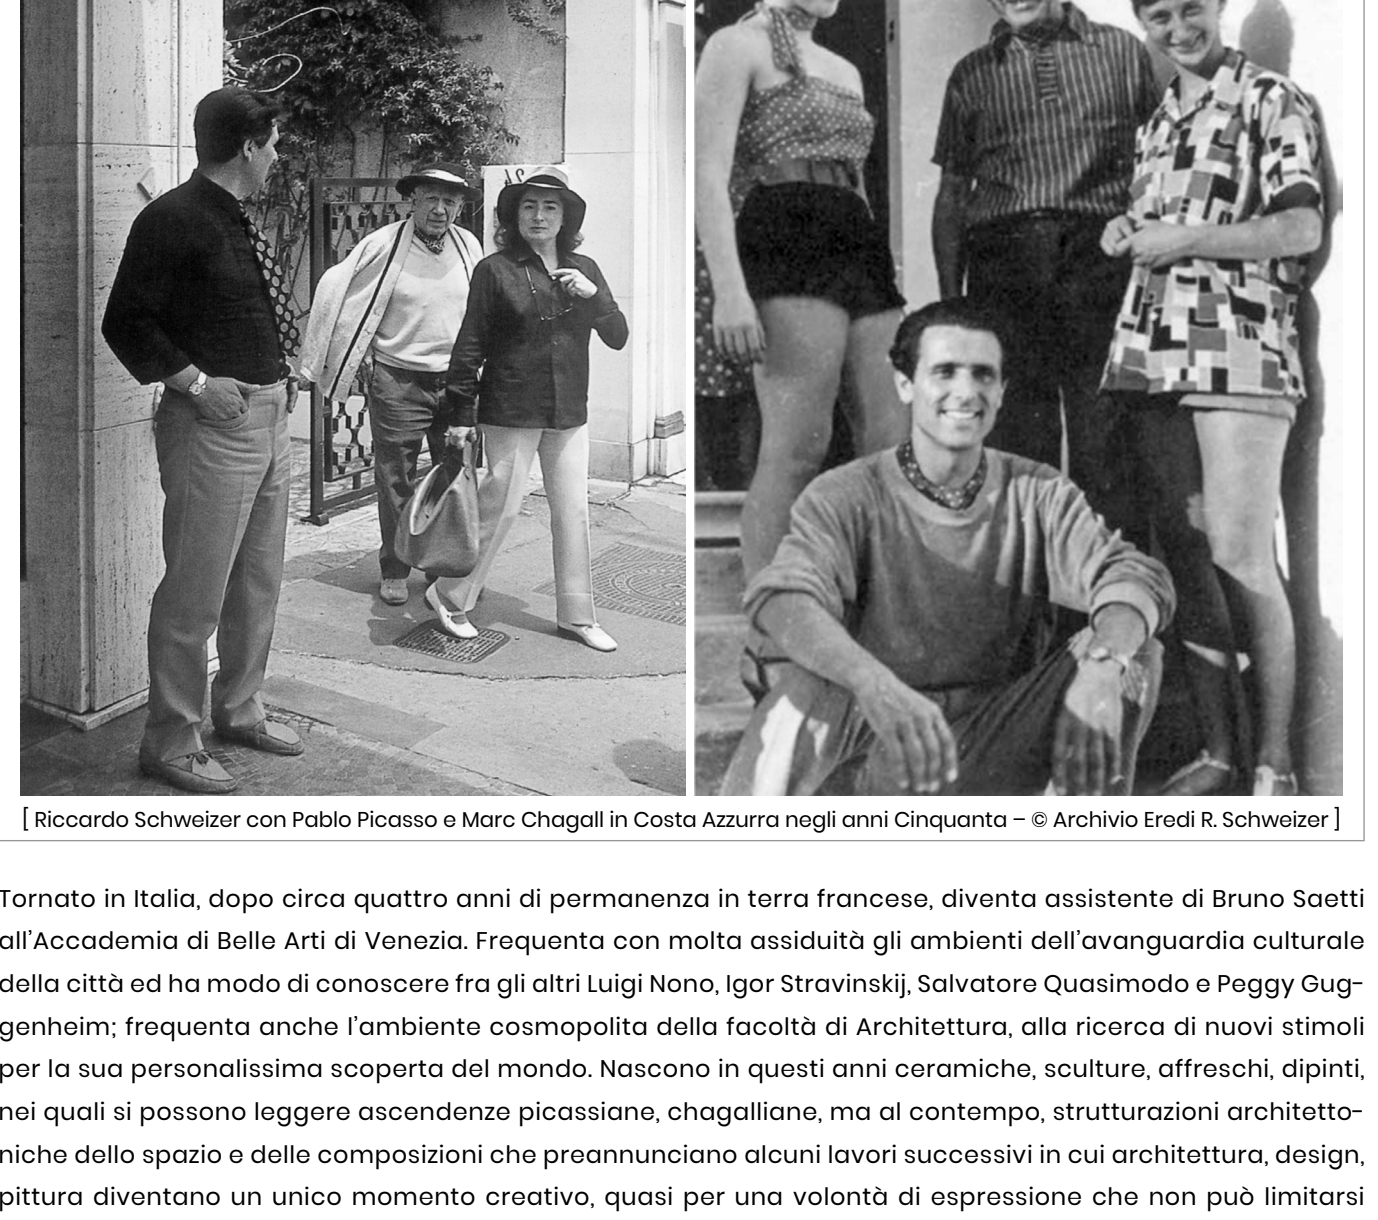 24
[ Riccardo Schweizer con Pablo Picasso e Marc Chagall in Costa Azzurra negli anni Cinquanta – © Archivio Eredi R. Schweizer ]
Tornato in Italia, dopo circa quattro anni di permanenza in terra francese, diventa assistente di Bruno Saetti
all’Accademia di Belle Arti di Venezia. Frequenta con molta assiduità gli ambienti dell’avanguardia culturale
della città ed ha modo di conoscere fra gli altri Luigi Nono, Igor Stravinskij, Salvatore Quasimodo e Peggy Gug-
genheim; frequenta anche l’ambiente cosmopolita della facoltà di Architettura, alla ricerca di nuovi stimoli
per la sua personalissima scoperta del mondo. Nascono in questi anni ceramiche, sculture, affreschi, dipinti,
nei quali si possono leggere ascendenze picassiane, chagalliane, ma al contempo, strutturazioni architetto-
niche dello spazio e delle composizioni che preannunciano alcuni lavori successivi in cui architettura, design,
pittura diventano un unico momento creativo, quasi per una volontà di espressione che non può limitarsi